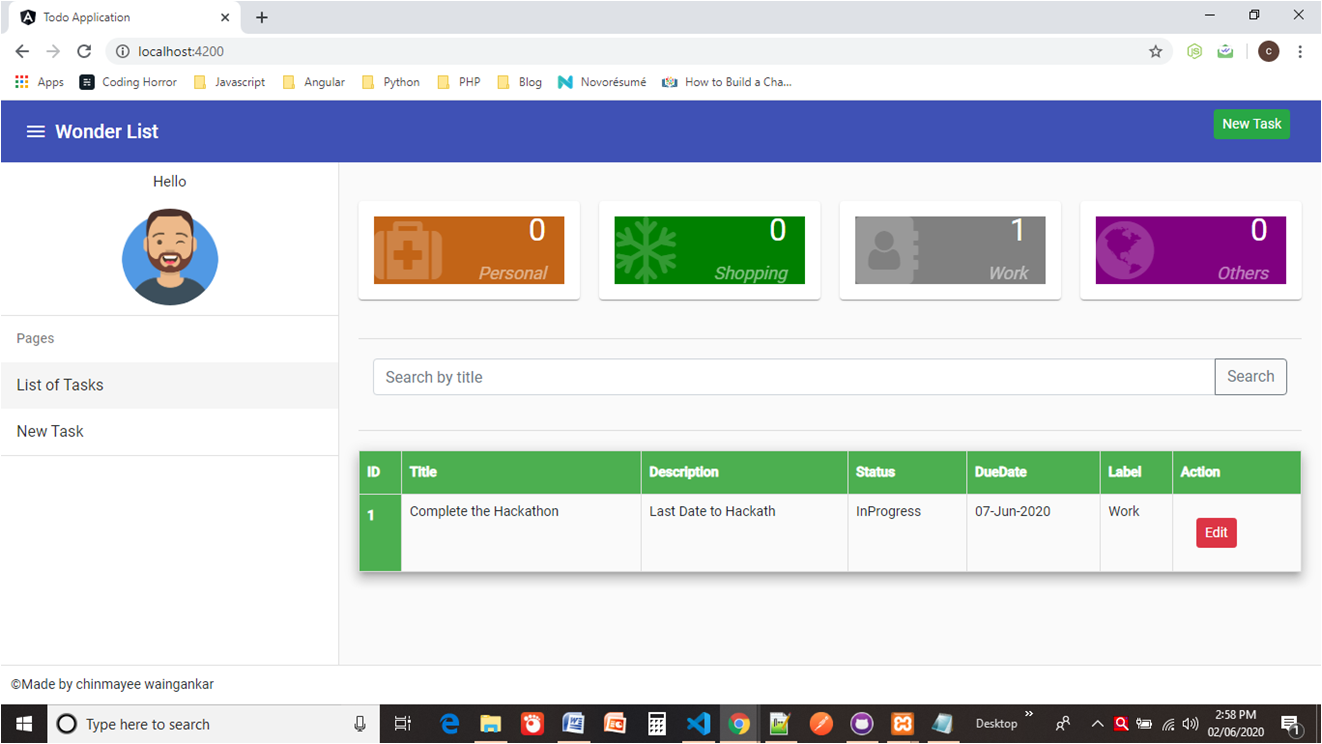 Todo Application
localhost:4200
C
Apps
Coding Horror
Javascript
Angular
Python
PHP
Blog
Novorésumé
How to Build a Cha...
Wonder List
New Task
Hello
Pages
List of Tasks
New Task
0
Personal
0
Shopping
1
Work
0
Others
Search by title
Search
ID Title Description Status DueDate Label Action
1 Complete the Hackathon Last Date to Hackath InProgress 07-Jun-2020 Work Edit
©Made by chinmayee waingankar
Type here to search
Desktop
2:58 PM
02/06/2020
1